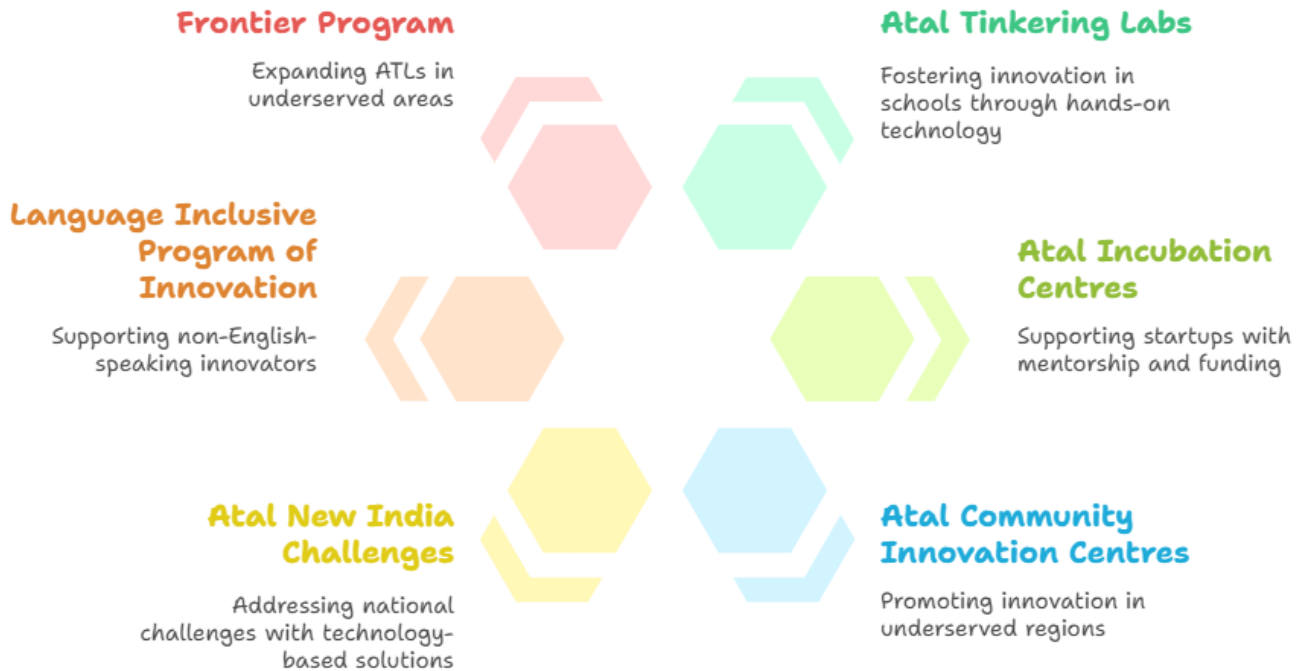 Frontier Program
Expanding ATLs in
underserved areas
Atal Tinkering Labs
Fostering innovation in
schools through hands-on
technology
Language Inclusive
Program of
Innovation
Supporting non-English-
speaking innovators
Atal Incubation
Centres
Supporting startups with
mentorship and funding
Atal New India
Challenges
Addressing national
challenges with technology-
based solutions
Atal Community
Innovation Centres
Promoting innovation in
underserved regions